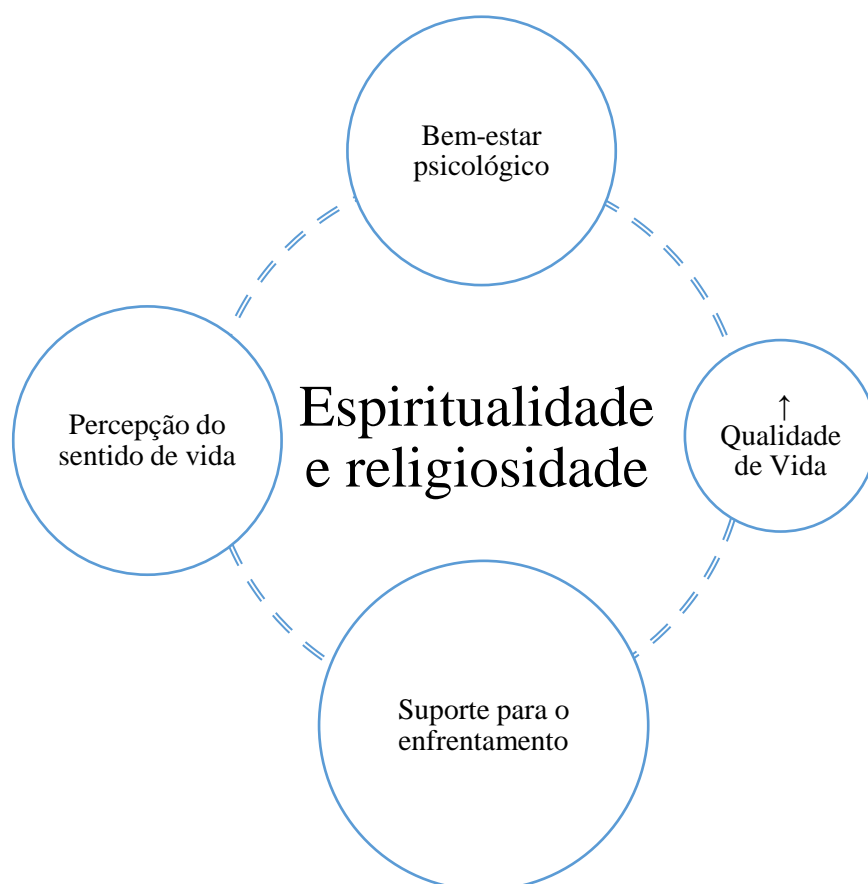 Bem-estar
psicológico
Percepção do
sentido de vida
Espiritualidade
e religiosidade
↑
Qualidade
de Vida
Suporte para o
enfrentamento